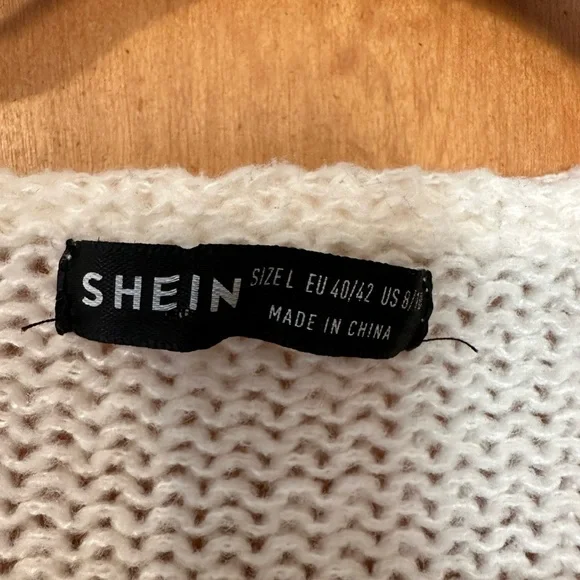 SHEIN
SIZE L EU 40/42 US 8/10
MADE IN CHINA